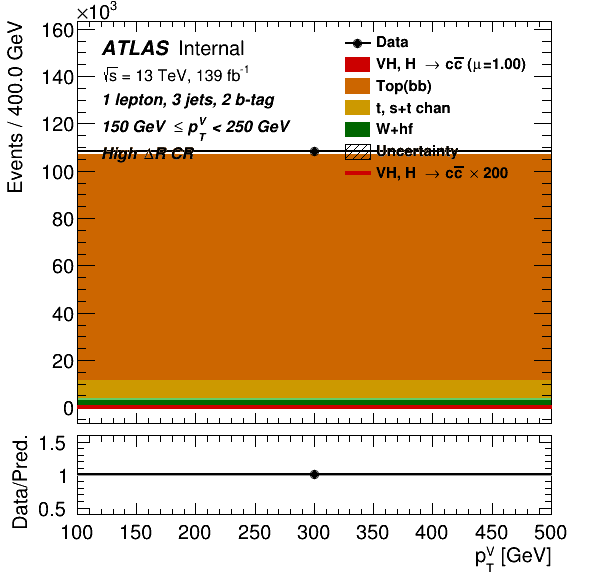 ×10³
Events / 400.0 GeV
160
140
120
100
80
60
40
20
0
ATLAS Internal
√s = 13 TeV, 139 fb⁻¹
1 lepton, 3 jets, 2 b-tag
150 GeV ≤ p_T^V < 250 GeV
High ΔR CR
Data
VH, H → cc̅ (μ=1.00)
Top(bb)
t, s+t chan
W+hf
Uncertainty
VH, H → cc̅ × 200
Data/Pred.
1.5
1
0.5
100 150 200 250 300 350 400 450 500
p_T^V [GeV]